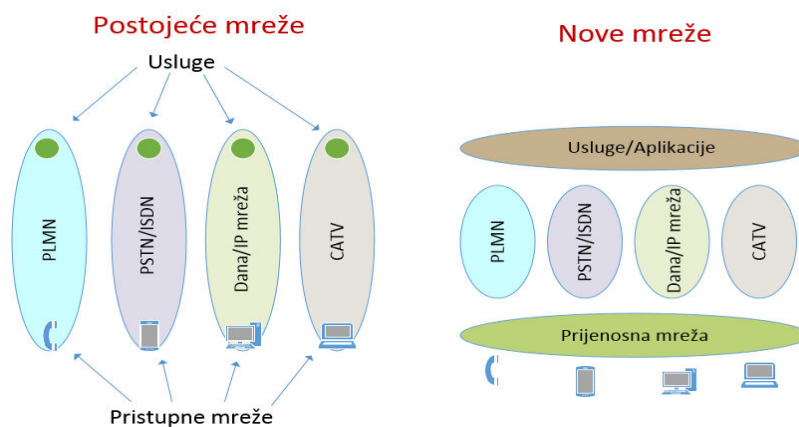 Postojeće mreže
Usluge
PLMN
PSTN/ISDN
Dana/IP mreža
CATV
Pristupne mreže
Nove mreže
Usluge/Aplikacije
PLMN
PSTN/ISDN
Dana/IP mreža
CATV
Prijenosna mreža